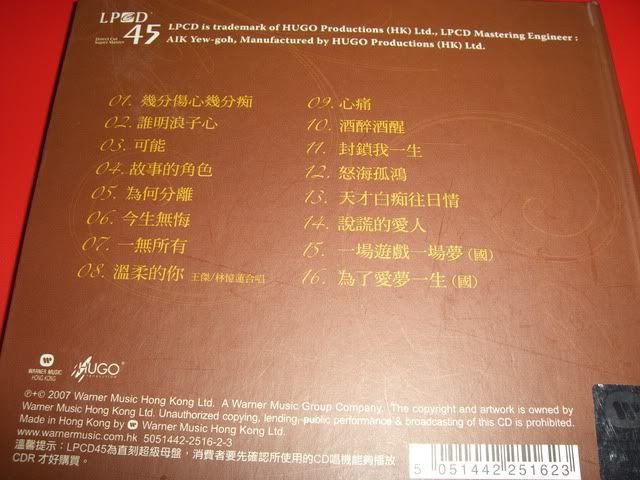 LPCD 45
Direct Cut
Super Master
LPCD is trademark of HUGO Productions (HK) Ltd., LPCD Mastering Engineer :
AIK Yew-goh, Manufactured by HUGO Productions (HK) Ltd.
01. 幾分傷心幾分痴
02. 誰明浪子心
03. 可能
04. 故事的角色
05. 為何分離
06. 今生無悔
07. 一無所有
08. 溫柔的你 王傑/林憶蓮合唱
09. 心痛
10. 酒醉酒醒
11. 封鎖我一生
12. 怒海孤鴻
13. 天才白痴往日情
14. 說謊的愛人
15. 一場遊戲一場夢 (國)
16. 為了愛夢一生 (國)
WARNER MUSIC
HONG KONG
HUGO
℗+© 2007 Warner Music Hong Kong Ltd. A Warner Music Group Company. The copyright and artwork is owned by
Warner Music Hong Kong Ltd. Unauthorized copying, lending, public performance & broadcasting of this CD is prohibited.
Made in Hong Kong by Warner Music Hong Kong Ltd.
www.warnermusic.com.hk 5051442-2516-2-3
溫馨提示：LPCD45為直刻超級母盤，消費者要先確認所使用的CD唱機能夠播放
CDR 才好購買。
5 051442 251623